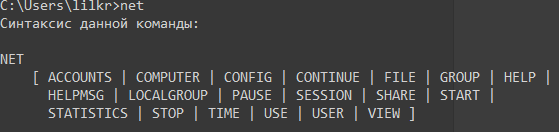 C:\Users\lilkr>net
Синтаксис данной команды:
NET
[ ACCOUNTS | COMPUTER | CONFIG | CONTINUE | FILE | GROUP | HELP |
HELPMSG | LOCALGROUP | PAUSE | SESSION | SHARE | START |
STATISTICS | STOP | TIME | USE | USER | VIEW ]